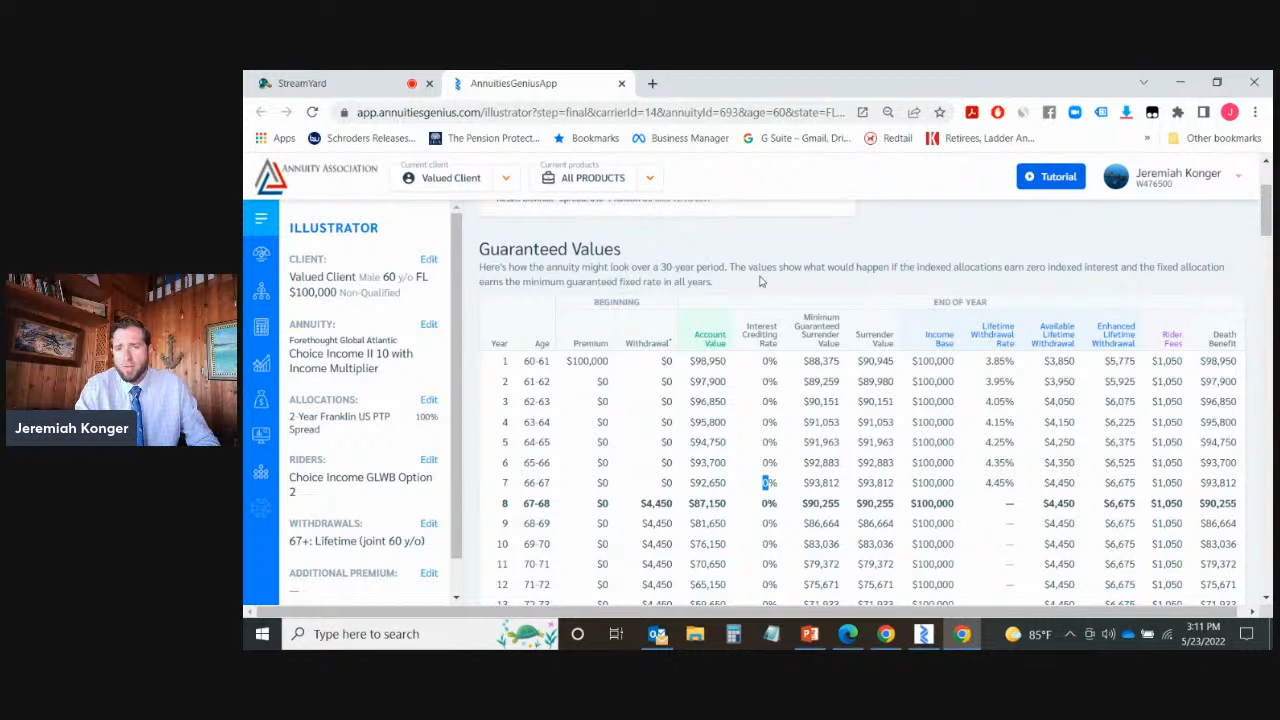 StreamYard
AnnuitiesGeniusApp
app.annuitiesgenius.com/illustrator?step=final&carrierId=14&annuityId=693&age=60&state=FL...
Apps
Schroders Releases...
The Pension Protect...
Bookmarks
Business Manager
G Suite – Gmail, Dri...
Redtail
Retirees, Ladder An...
Other bookmarks
ANNUITY ASSOCIATION
Current client
Valued Client
Current products
All PRODUCTS
Tutorial
Jeremiah Konger
W476500
ILLUSTRATOR
CLIENT: Edit
Valued Client Male 60 y/o FL
$100,000 Non-Qualified
ANNUITY: Edit
Forethought Global Atlantic
Choice Income II 10 with
Income Multiplier
ALLOCATIONS: Edit
2-Year Franklin US PTP 100%
Spread
RIDERS: Edit
Choice Income GLWB Option
2
WITHDRAWALS: Edit
67+: Lifetime (joint 60 y/o)
ADDITIONAL PREMIUM: Edit
—
Guaranteed Values
Here's how the annuity might look over a 30-year period. The values show what would happen if the indexed allocations earn zero indexed interest and the fixed allocation
earns the minimum guaranteed fixed rate in all years.
BEGINNING END OF YEAR
Year Age Premium Withdrawal* Account Value Interest Crediting Rate Minimum Guaranteed Surrender Value Surrender Value Income Base Lifetime Withdrawal Rate Available Lifetime Withdrawal Enhanced Lifetime Withdrawal Rider Fees Death Benefit
1 60-61 $100,000 $0 $98,950 0% $88,375 $90,945 $100,000 3.85% $3,850 $5,775 $1,050 $98,950
2 61-62 $0 $0 $97,900 0% $89,259 $89,980 $100,000 3.95% $3,950 $5,925 $1,050 $97,900
3 62-63 $0 $0 $96,850 0% $90,151 $90,151 $100,000 4.05% $4,050 $6,075 $1,050 $96,850
4 63-64 $0 $0 $95,800 0% $91,053 $91,053 $100,000 4.15% $4,150 $6,225 $1,050 $95,800
5 64-65 $0 $0 $94,750 0% $91,963 $91,963 $100,000 4.25% $4,250 $6,375 $1,050 $94,750
6 65-66 $0 $0 $93,700 0% $92,883 $92,883 $100,000 4.35% $4,350 $6,525 $1,050 $93,700
7 66-67 $0 $0 $92,650 0% $93,812 $93,812 $100,000 4.45% $4,450 $6,675 $1,050 $93,812
8 67-68 $0 $4,450 $87,150 0% $90,255 $90,255 $100,000 — $4,450 $6,675 $1,050 $90,255
9 68-69 $0 $4,450 $81,650 0% $86,664 $86,664 $100,000 — $4,450 $6,675 $1,050 $86,664
10 69-70 $0 $4,450 $76,150 0% $83,036 $83,036 $100,000 — $4,450 $6,675 $1,050 $83,036
11 70-71 $0 $4,450 $70,650 0% $79,372 $79,372 $100,000 — $4,450 $6,675 $1,050 $79,372
12 71-72 $0 $4,450 $65,150 0% $75,671 $75,671 $100,000 — $4,450 $6,675 $1,050 $75,671
Jeremiah Konger
Type here to search
85°F
3:11 PM
5/23/2022